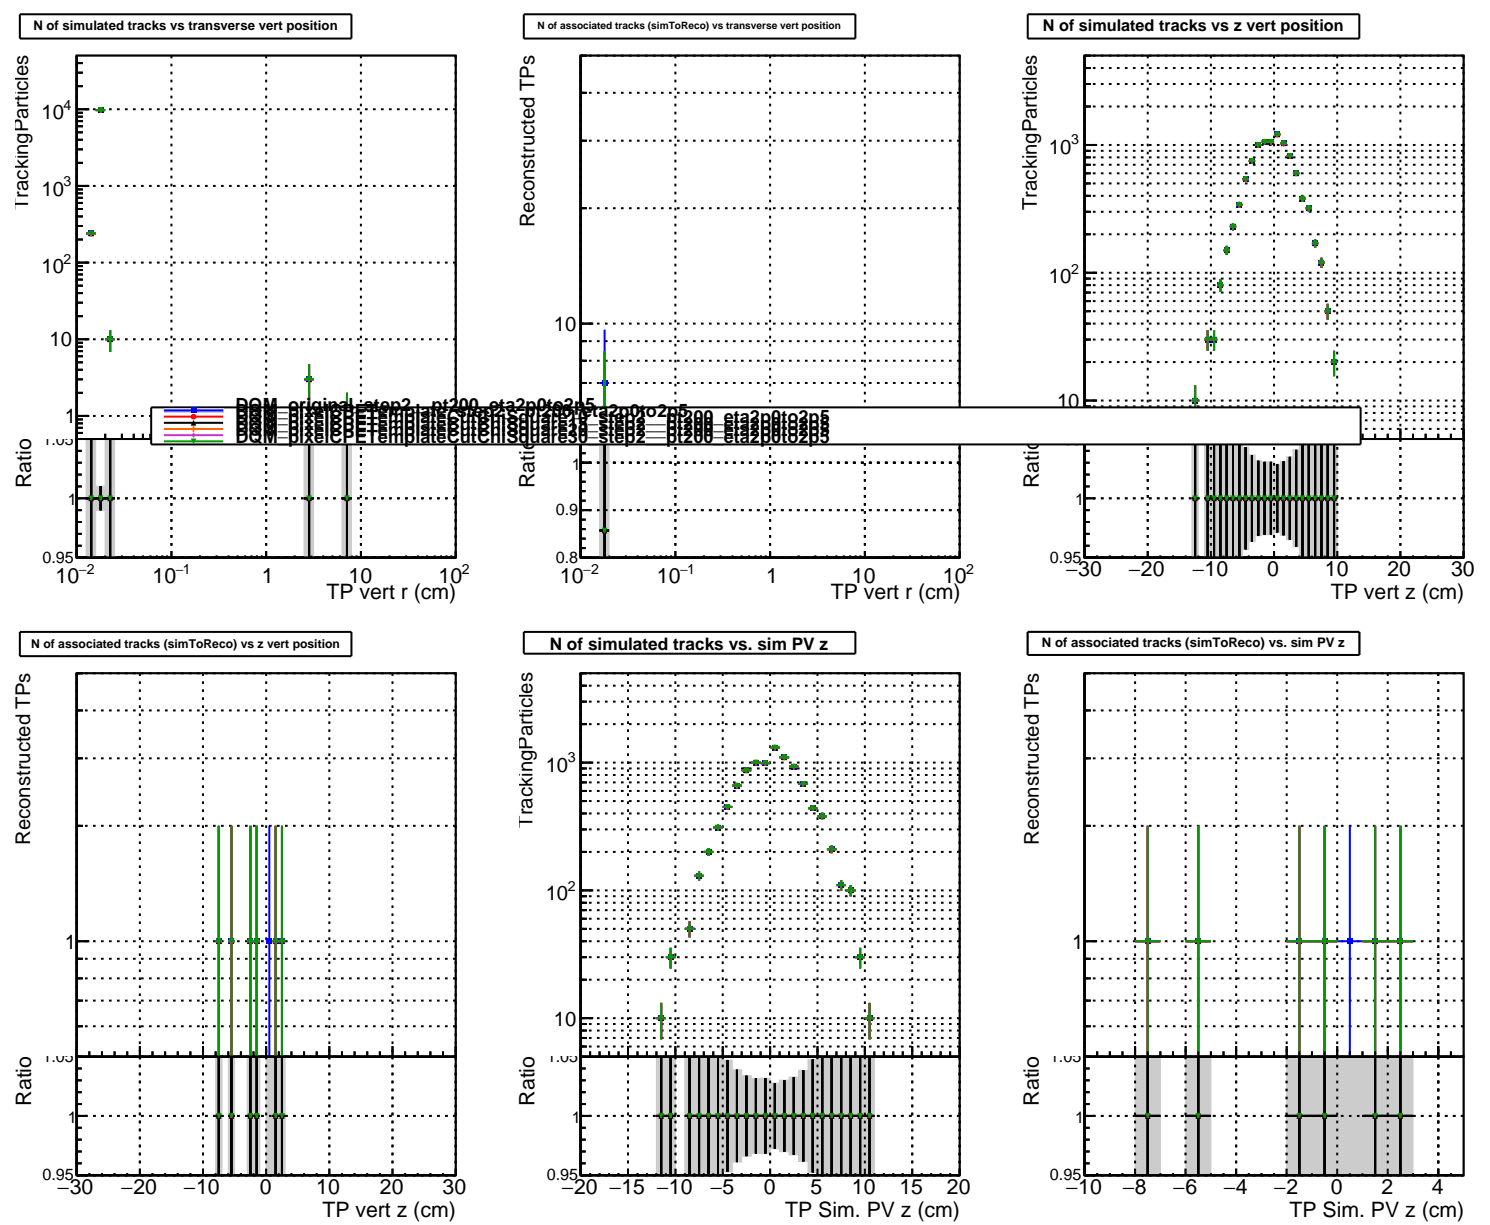 N of simulated tracks vs transverse vert position
N of associated tracks (simToReco) vs transverse vert position
N of simulated tracks vs z vert position
TrackingParticles
10⁴
10³
10²
10
1
Ratio
1
0.95
10⁻²
10⁻¹
1
10
10²
TP vert r (cm)
Reconstructed TPs
10
1
0.9
0.8
10⁻²
10⁻¹
1
10
10²
TP vert r (cm)
TrackingParticles
10³
10²
10
Ratio
1
0.95
−30
−20
−10
0
10
20
30
TP vert z (cm)
DQM_original_step2__pt200_eta2p0to2p5
DQM_pixelCPETemplateCutChiSquare30_step2__pt200_eta2p0to2p5
N of associated tracks (simToReco) vs z vert position
N of simulated tracks vs. sim PV z
N of associated tracks (simToReco) vs. sim PV z
Reconstructed TPs
1
Ratio
1.05
1
0.95
−30
−20
−10
0
10
20
30
TP vert z (cm)
TrackingParticles
10³
10²
10
Ratio
1.05
1
0.95
−20
−15
−10
−5
0
5
10
15
20
TP Sim. PV z (cm)
Reconstructed TPs
1
Ratio
1.05
1
0.95
−10
−8
−6
−4
−2
0
2
4
TP Sim. PV z (cm)